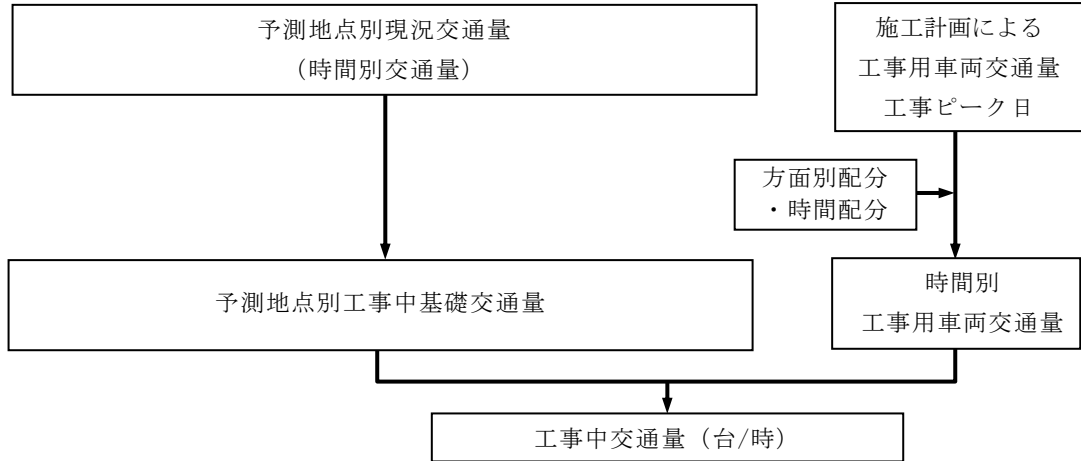 予測地点別現況交通量
（時間別交通量）
施工計画による
工事用車両交通量
工事ピーク日
方面別配分
・時間配分
予測地点別工事中基礎交通量
時間別
工事用車両交通量
工事中交通量（台/時）